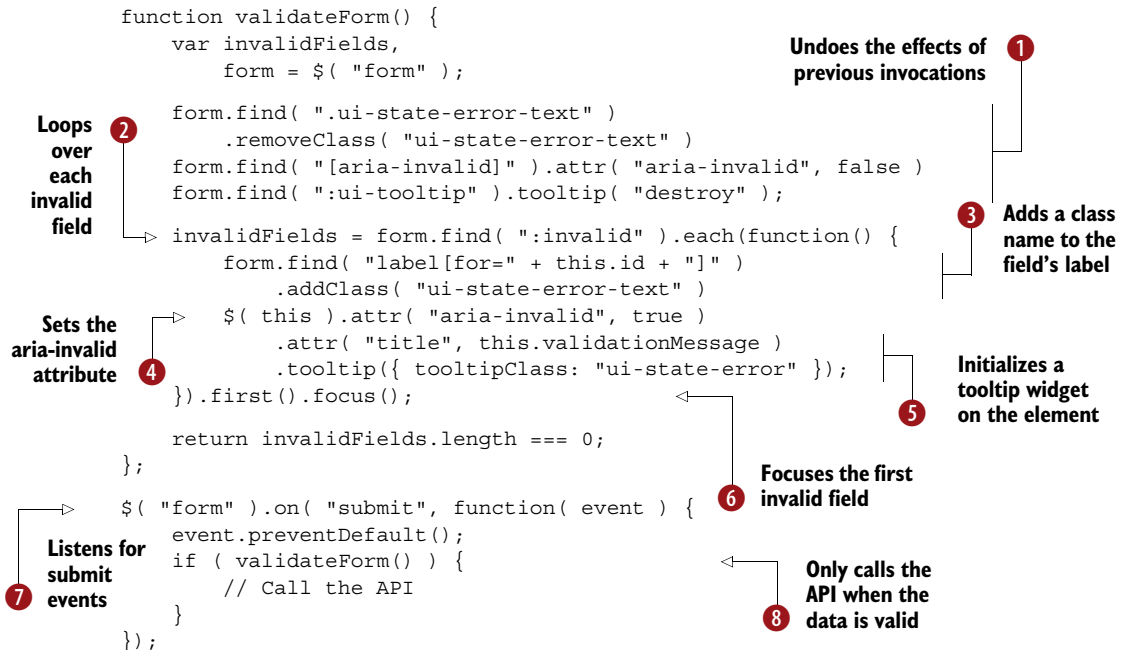 function validateForm() {
    var invalidFields,
        form = $( "form" );
Undoes the effects of
previous invocations
1
    form.find( ".ui-state-error-text" )
        .removeClass( "ui-state-error-text" )
    form.find( "[aria-invalid]" ).attr( "aria-invalid", false )
    form.find( ":ui-tooltip" ).tooltip( "destroy" );
Loops
over
each
invalid
field
2
    invalidFields = form.find( ":invalid" ).each(function() {
        form.find( "label[for=" + this.id + "]" )
            .addClass( "ui-state-error-text" )
3
Adds a class
name to the
field's label
        $( this ).attr( "aria-invalid", true )
            .attr( "title", this.validationMessage )
            .tooltip({ tooltipClass: "ui-state-error" });
    }).first().focus();
Sets the
aria-invalid
attribute
4
Initializes a
tooltip widget
on the element
5
    return invalidFields.length === 0;
};
6
Focuses the first
invalid field
$( "form" ).on( "submit", function( event ) {
    event.preventDefault();
    if ( validateForm() ) {
        // Call the API
    }
});
Listens for
submit
events
7
Only calls the
API when the
data is valid
8